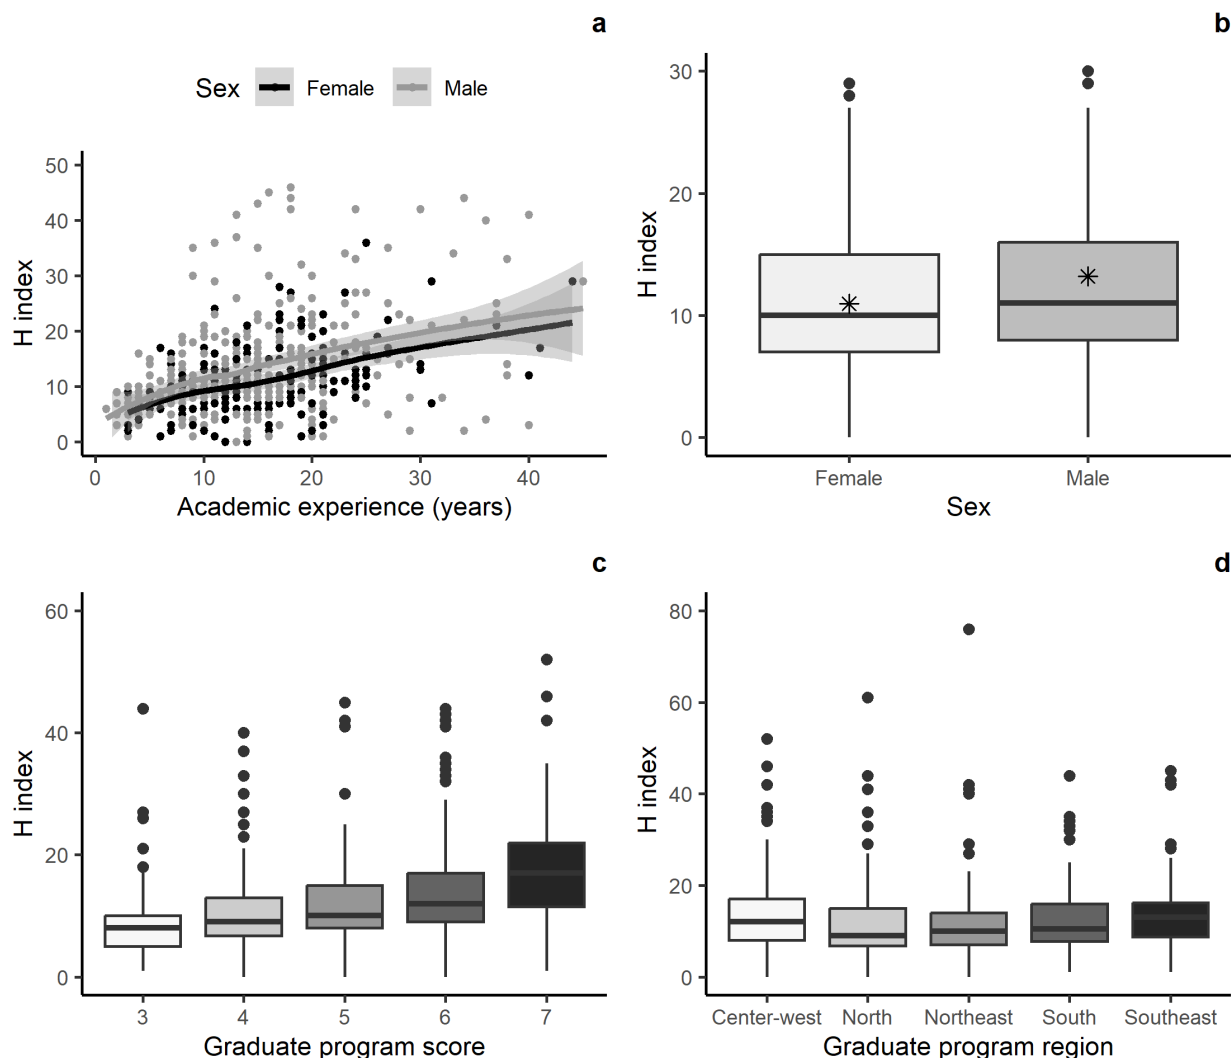 a
Sex Female Male
H index
50
40
30
20
10
0
0 10 20 30 40
Academic experience (years)
b
H index
30
20
10
0
Female Male
Sex
c
H index
60
40
20
0
3 4 5 6 7
Graduate program score
d
H index
80
60
40
20
0
Center-west North Northeast South Southeast
Graduate program region